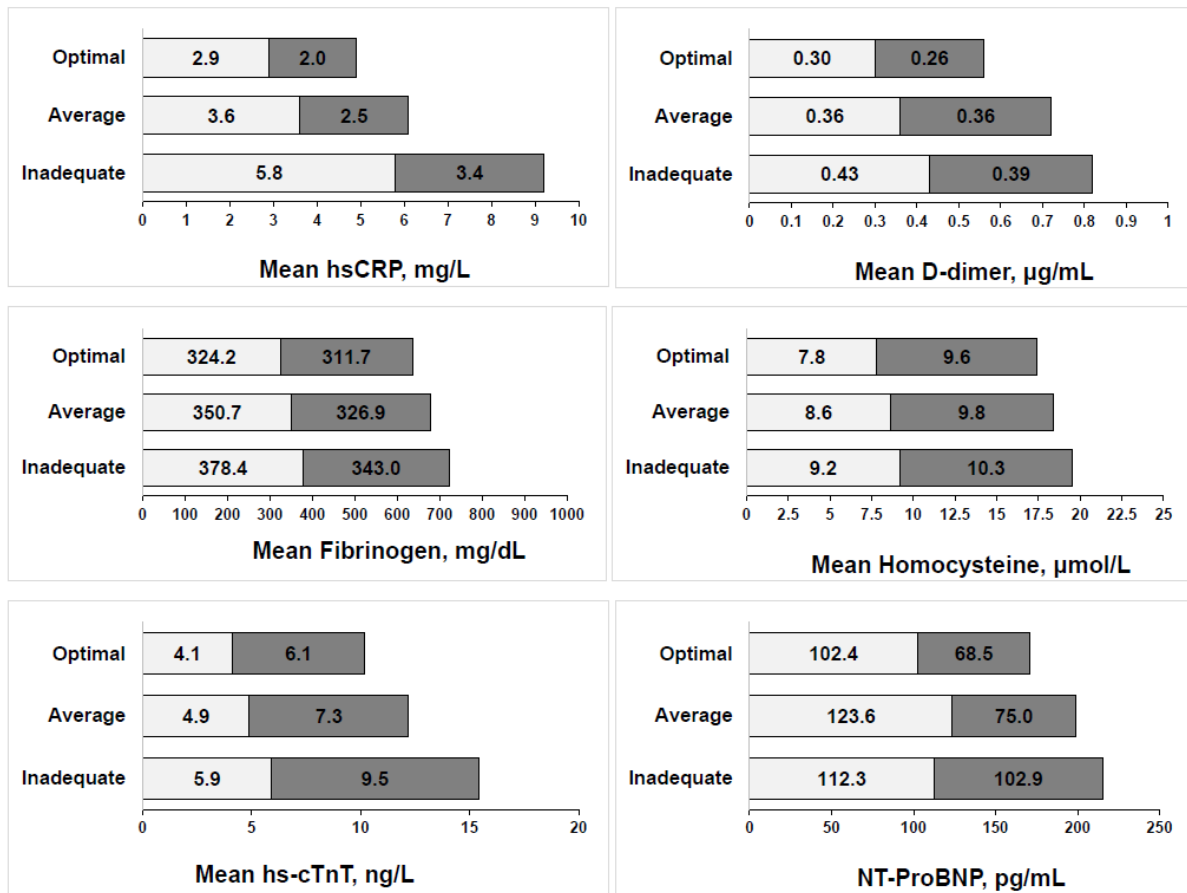 Optimal 2.9 2.0
Average 3.6 2.5
Inadequate 5.8 3.4
0 1 2 3 4 5 6 7 8 9 10
Mean hsCRP, mg/L
Optimal 0.30 0.26
Average 0.36 0.36
Inadequate 0.43 0.39
0 0.1 0.2 0.3 0.4 0.5 0.6 0.7 0.8 0.9 1
Mean D-dimer, µg/mL
Optimal 324.2 311.7
Average 350.7 326.9
Inadequate 378.4 343.0
0 100 200 300 400 500 600 700 800 900 1000
Mean Fibrinogen, mg/dL
Optimal 7.8 9.6
Average 8.6 9.8
Inadequate 9.2 10.3
0 2.5 5 7.5 10 12.5 15 17.5 20 22.5 25
Mean Homocysteine, µmol/L
Optimal 4.1 6.1
Average 4.9 7.3
Inadequate 5.9 9.5
0 5 10 15 20
Mean hs-cTnT, ng/L
Optimal 102.4 68.5
Average 123.6 75.0
Inadequate 112.3 102.9
0 50 100 150 200 250
NT-ProBNP, pg/mL